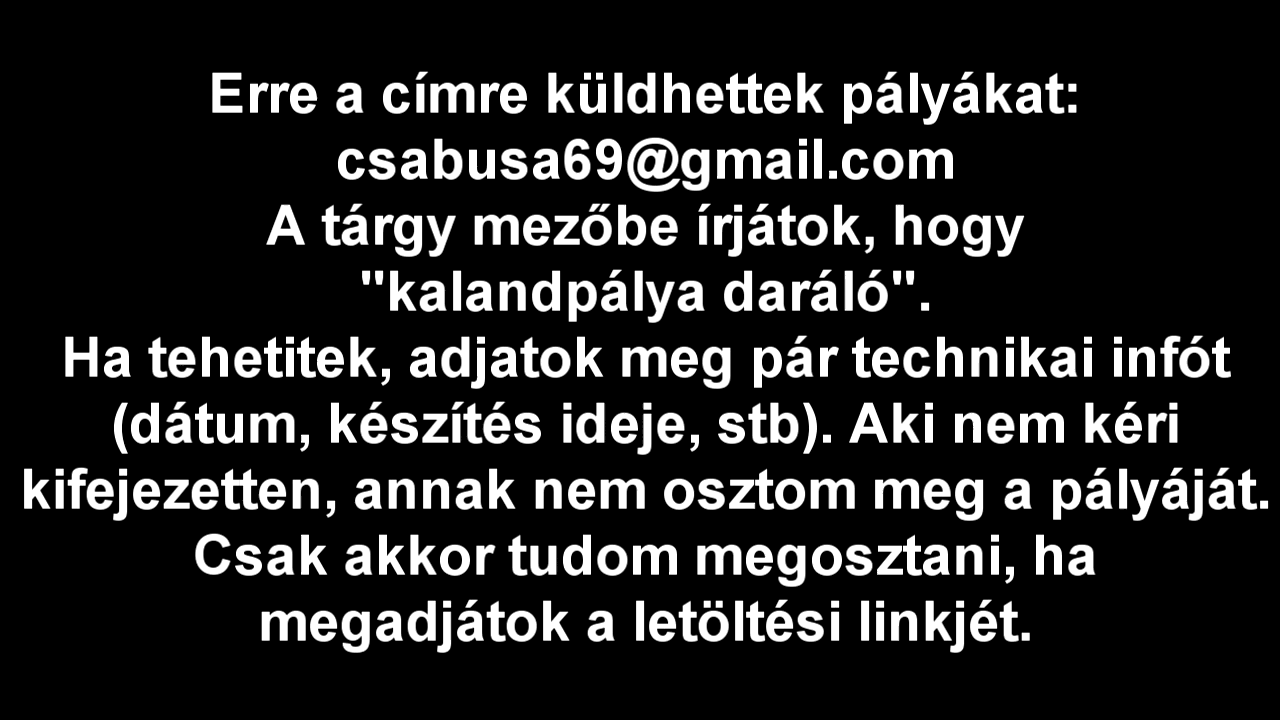 Erre a címre küldhettek pályákat:
csabusa69@gmail.com
A tárgy mezőbe írjátok, hogy
"kalandpálya daráló".
Ha tehetitek, adjatok meg pár technikai infót
(dátum, készítés ideje, stb). Aki nem kéri
kifejezetten, annak nem osztom meg a pályáját.
Csak akkor tudom megosztani, ha
megadjátok a letöltési linkjét.